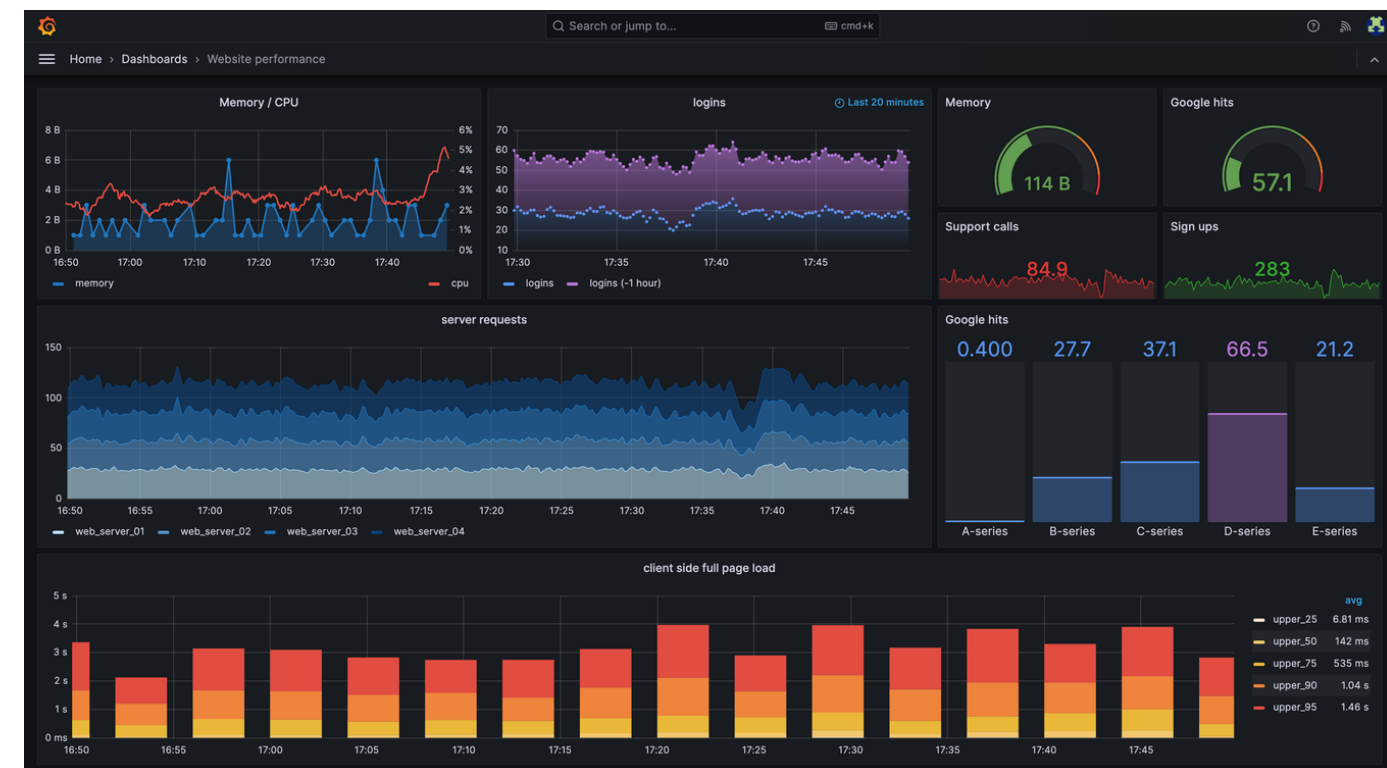 Search or jump to... cmd+k
Home › Dashboards › Website performance
Memory / CPU
8 B
6 B
4 B
2 B
0 B
6%
5%
4%
3%
2%
1%
0%
16:50 17:00 17:10 17:20 17:30 17:40
memory cpu
logins
Last 20 minutes
70
60
50
40
30
20
10
17:30 17:35 17:40 17:45
logins logins (-1 hour)
Memory
114 B
Google hits
57.1
Support calls
84.9
Sign ups
283
server requests
150
100
50
0
16:50 16:55 17:00 17:05 17:10 17:15 17:20 17:25 17:30 17:35 17:40 17:45
web_server_01 web_server_02 web_server_03 web_server_04
Google hits
0.400 27.7 37.1 66.5 21.2
A-series B-series C-series D-series E-series
client side full page load
5 s
4 s
3 s
2 s
1 s
0 ms
16:50 16:55 17:00 17:05 17:10 17:15 17:20 17:25 17:30 17:35 17:40 17:45
avg
upper_25 6.81 ms
upper_50 142 ms
upper_75 535 ms
upper_90 1.04 s
upper_95 1.46 s